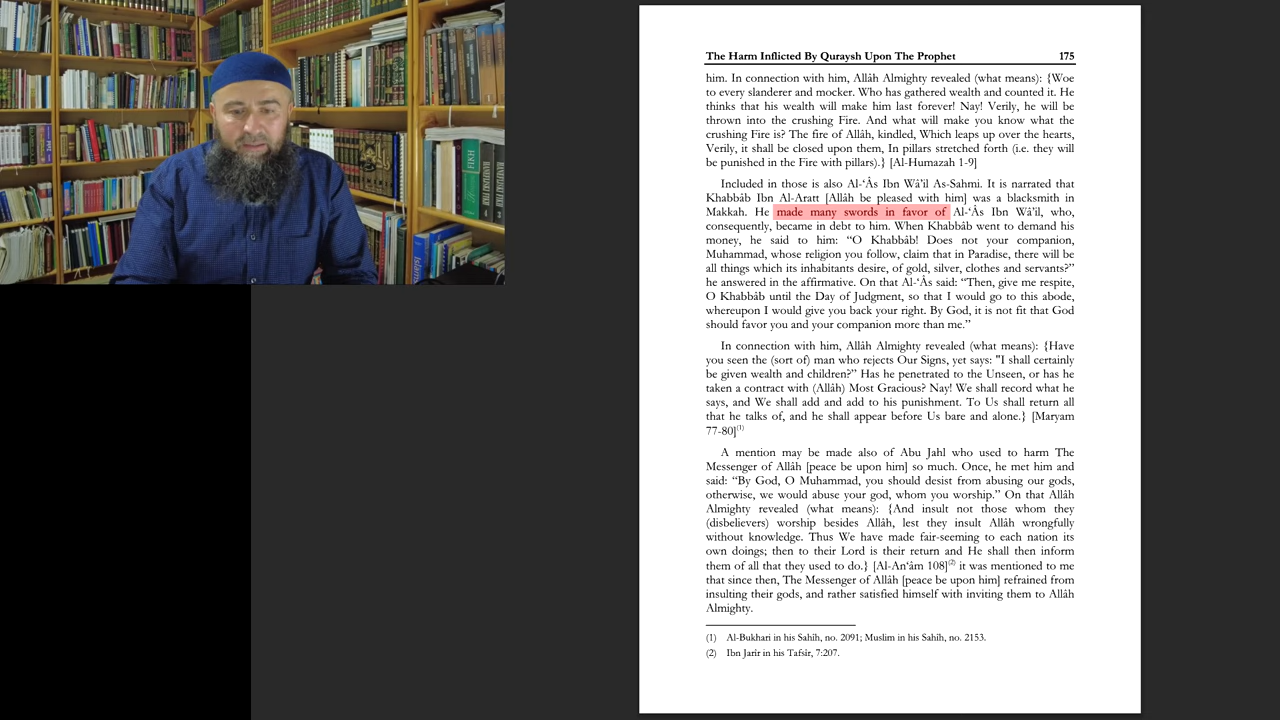 The Harm Inflicted By Quraysh Upon The Prophet 175
him. In connection with him, Allâh Almighty revealed (what means): {Woe
to every slanderer and mocker. Who has gathered wealth and counted it. He
thinks that his wealth will make him last forever! Nay! Verily, he will be
thrown into the crushing Fire. And what will make you know what the
crushing Fire is? The fire of Allâh, kindled, Which leaps up over the hearts,
Verily, it shall be closed upon them, In pillars stretched forth (i.e. they will
be punished in the Fire with pillars).} [Al-Humazah 1-9]
Included in those is also Al-‘Âs Ibn Wâ’il As-Sahmi. It is narrated that
Khabbâb Ibn Al-Aratt [Allâh be pleased with him] was a blacksmith in
Makkah. He made many swords in favor of Al-‘Âs Ibn Wâ’il, who,
consequently, became in debt to him. When Khabbâb went to demand his
money, he said to him: “O Khabbâb! Does not your companion,
Muhammad, whose religion you follow, claim that in Paradise, there will be
all things which its inhabitants desire, of gold, silver, clothes and servants?”
he answered in the affirmative. On that Al-‘Âs said: “Then, give me respite,
O Khabbâb until the Day of Judgment, so that I would go to this abode,
whereupon I would give you back your right. By God, it is not fit that God
should favor you and your companion more than me.”
In connection with him, Allâh Almighty revealed (what means): {Have
you seen the (sort of) man who rejects Our Signs, yet says: "I shall certainly
be given wealth and children?” Has he penetrated to the Unseen, or has he
taken a contract with (Allâh) Most Gracious? Nay! We shall record what he
says, and We shall add and add to his punishment. To Us shall return all
that he talks of, and he shall appear before Us bare and alone.} [Maryam
77-80](1)
A mention may be made also of Abu Jahl who used to harm The
Messenger of Allâh [peace be upon him] so much. Once, he met him and
said: “By God, O Muhammad, you should desist from abusing our gods,
otherwise, we would abuse your god, whom you worship.” On that Allâh
Almighty revealed (what means): {And insult not those whom they
(disbelievers) worship besides Allâh, lest they insult Allâh wrongfully
without knowledge. Thus We have made fair-seeming to each nation its
own doings; then to their Lord is their return and He shall then inform
them of all that they used to do.} [Al-An‘âm 108](2) it was mentioned to me
that since then, The Messenger of Allâh [peace be upon him] refrained from
insulting their gods, and rather satisfied himself with inviting them to Allâh
Almighty.
(1) Al-Bukhari in his Sahîh, no. 2091; Muslim in his Sahîh, no. 2153.
(2) Ibn Jarîr in his Tafsîr, 7:207.